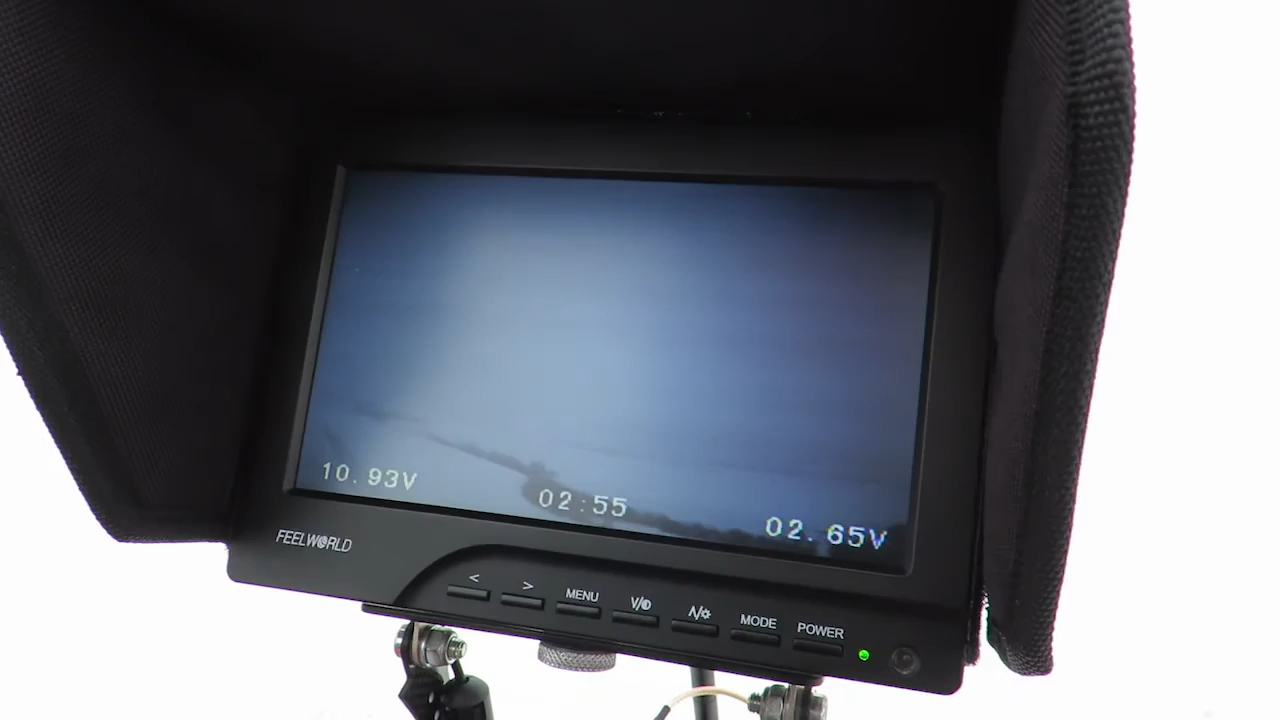 10.93V
02:55
02.65V
FEELWORLD
< > MENU V/◐ Λ/☼ MODE POWER